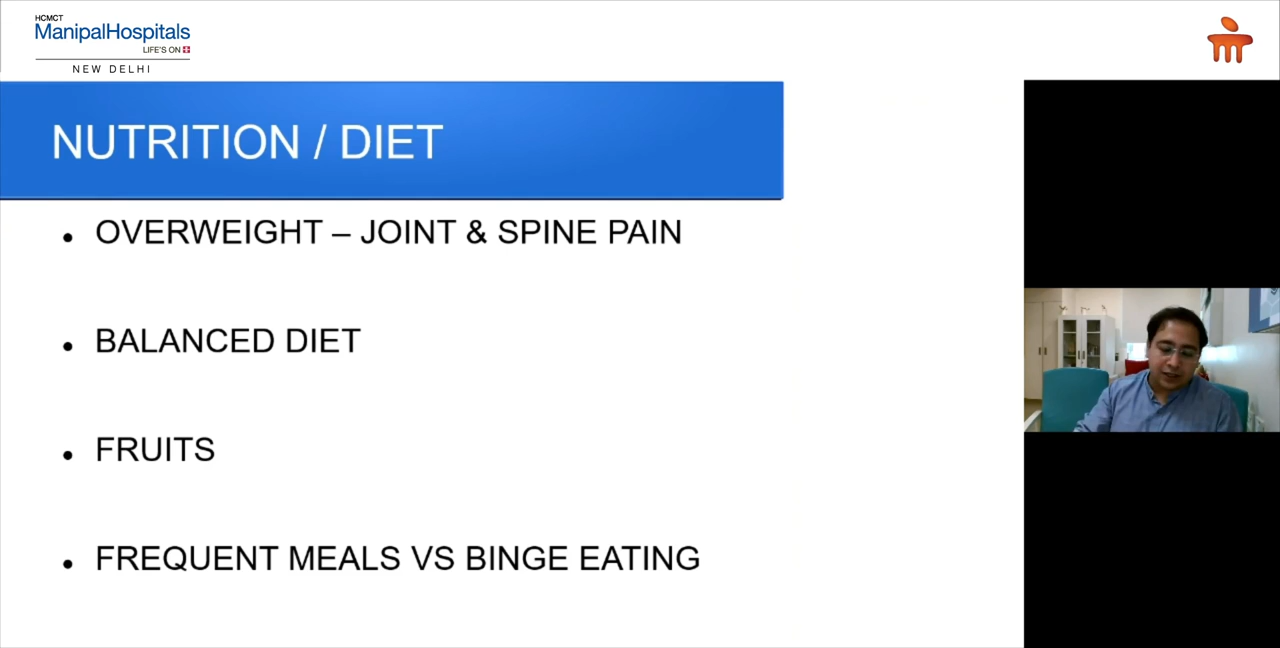 HCMCT
ManipalHospitals
LIFE'S ON
NEW DELHI
NUTRITION / DIET
• OVERWEIGHT – JOINT & SPINE PAIN
• BALANCED DIET
• FRUITS
• FREQUENT MEALS VS BINGE EATING